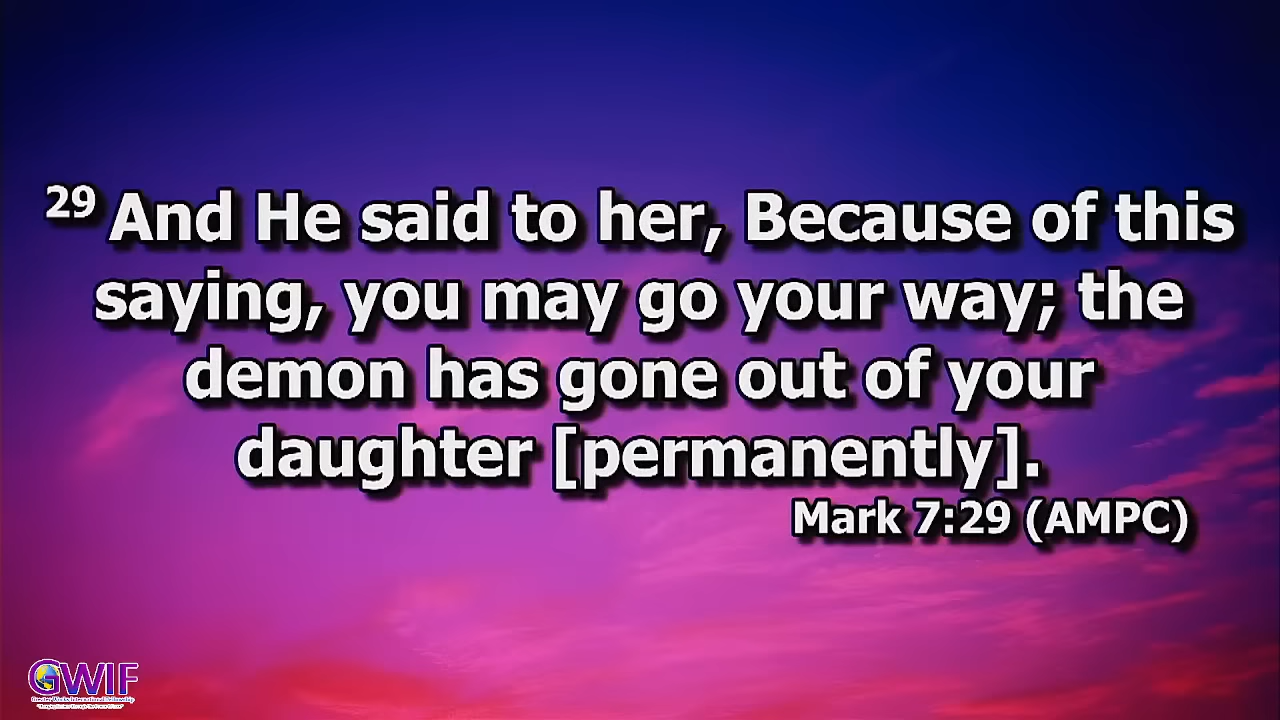 29 And He said to her, Because of this
saying, you may go your way; the
demon has gone out of your
daughter [permanently].
Mark 7:29 (AMPC)
GWIF